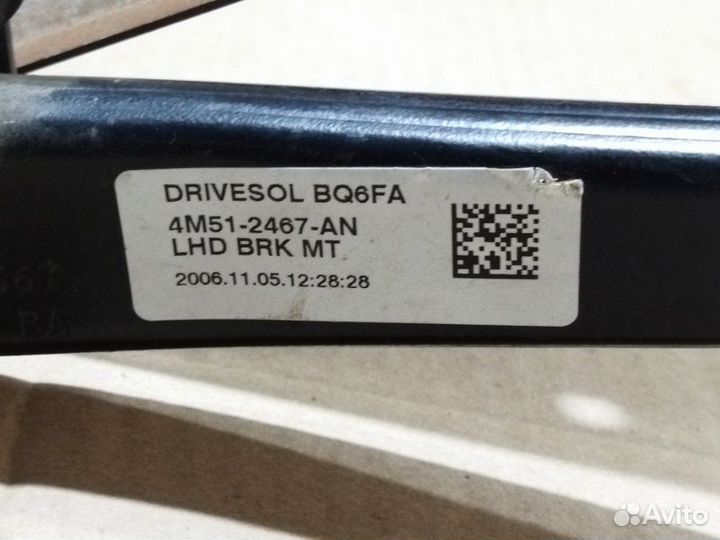 DRIVESOL BQ6FA
4M51-2467-AN
LHD BRK MT
2006.11.05.12:28:28
Avito